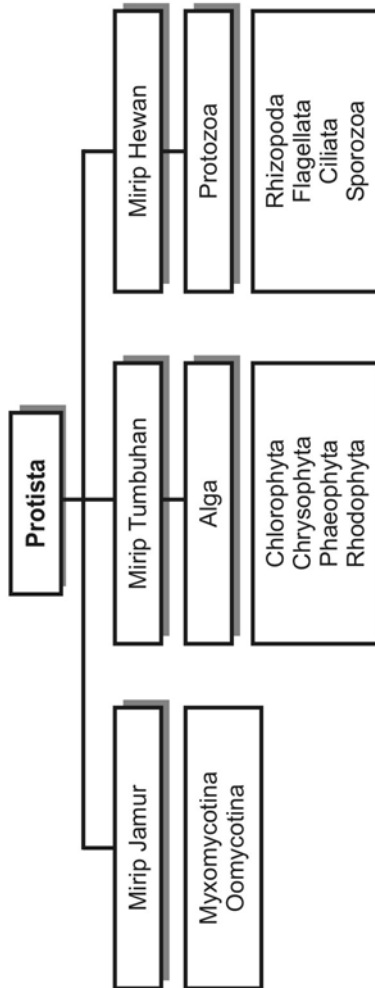 Protista
Mirip Jamur
Myxomycotina
Oomycotina
Mirip Tumbuhan
Alga
Chlorophyta
Chrysophyta
Phaeophyta
Rhodophyta
Mirip Hewan
Protozoa
Rhizopoda
Flagellata
Ciliata
Sporozoa